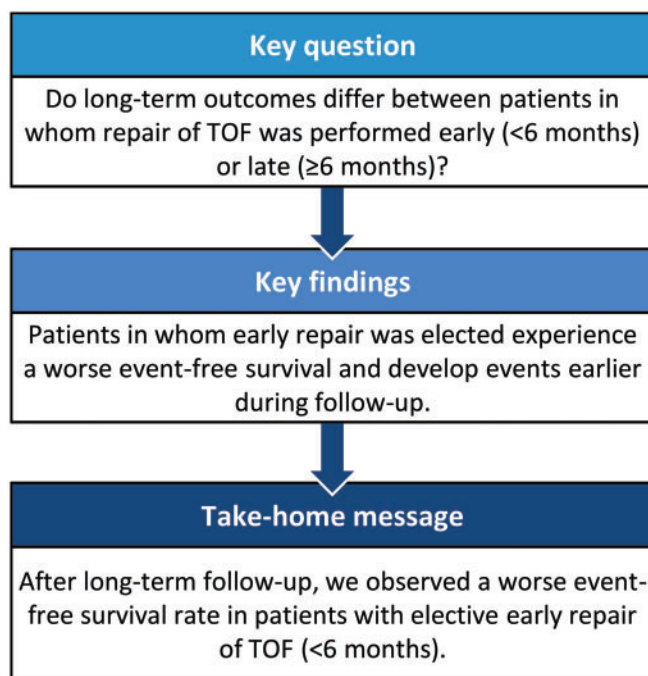 Key question
Do long-term outcomes differ between patients in
whom repair of TOF was performed early (<6 months)
or late (≥6 months)?
Key findings
Patients in whom early repair was elected experience
a worse event-free survival and develop events earlier
during follow-up.
Take-home message
After long-term follow-up, we observed a worse event-
free survival rate in patients with elective early repair
of TOF (<6 months).